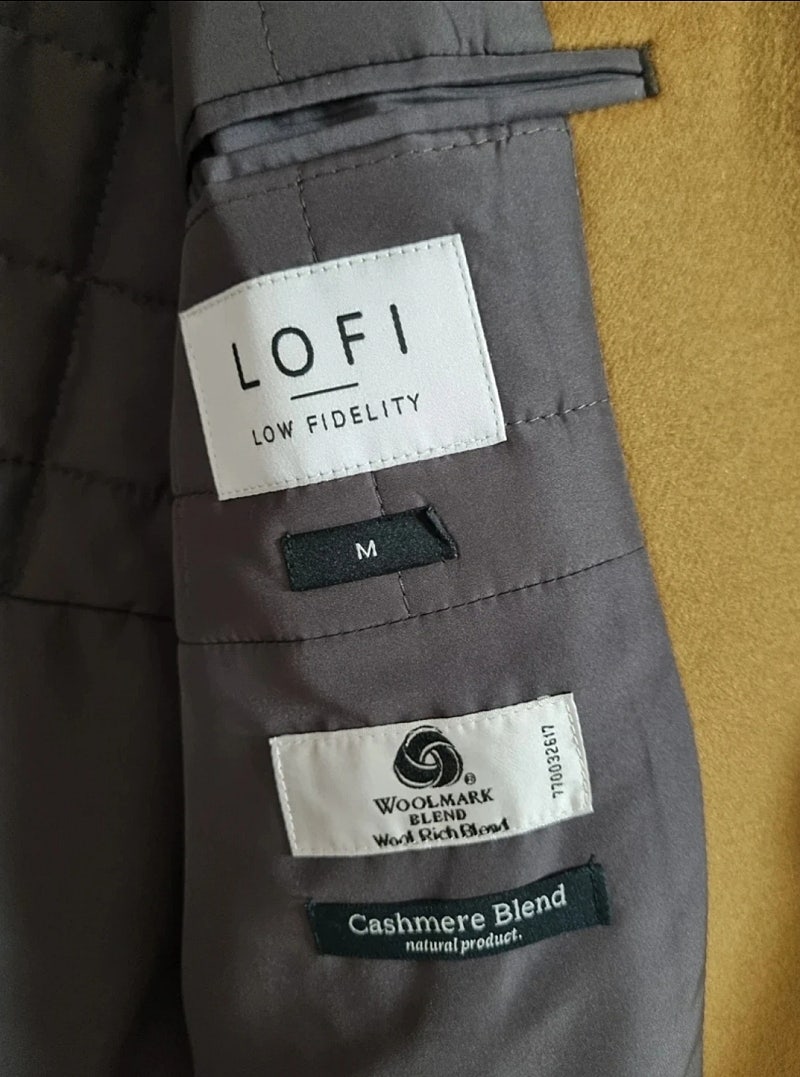 LOFI
LOW FIDELITY
M
WOOLMARK
BLEND
Wool Rich Blend
770032617
Cashmere Blend
natural product.